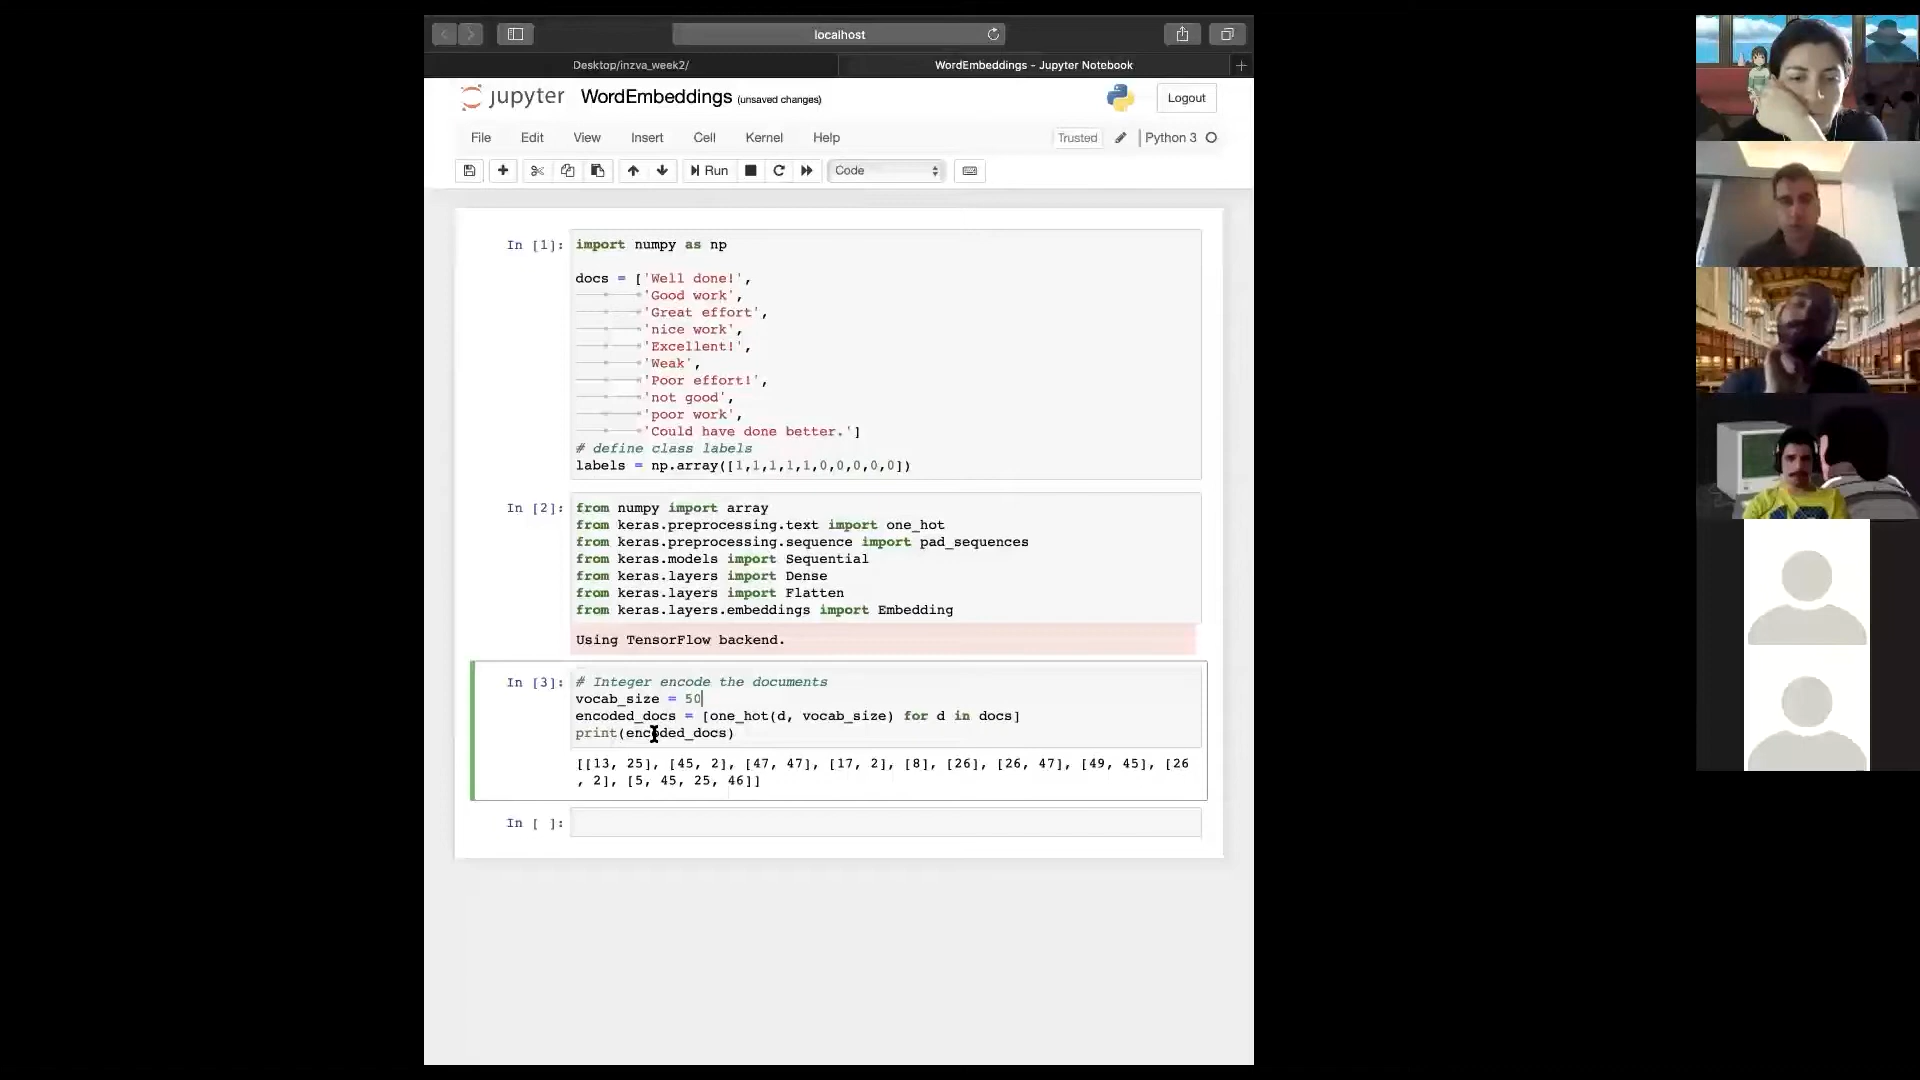 localhost
Desktop/inzva_week2/
WordEmbeddings - Jupyter Notebook
jupyter WordEmbeddings (unsaved changes)
Logout
File Edit View Insert Cell Kernel Help
Trusted Python 3
Run Code
In [1]: import numpy as np
docs = ['Well done!',
'Good work',
'Great effort',
'nice work',
'Excellent!',
'Weak',
'Poor effort!',
'not good',
'poor work',
'Could have done better.']
# define class labels
labels = np.array([1,1,1,1,1,0,0,0,0,0])
In [2]: from numpy import array
from keras.preprocessing.text import one_hot
from keras.preprocessing.sequence import pad_sequences
from keras.models import Sequential
from keras.layers import Dense
from keras.layers import Flatten
from keras.layers.embeddings import Embedding
Using TensorFlow backend.
In [3]: # Integer encode the documents
vocab_size = 50
encoded_docs = [one_hot(d, vocab_size) for d in docs]
print(encoded_docs)
[[13, 25], [45, 2], [47, 47], [17, 2], [8], [26], [26, 47], [49, 45], [26
, 2], [5, 45, 25, 46]]
In [ ]: